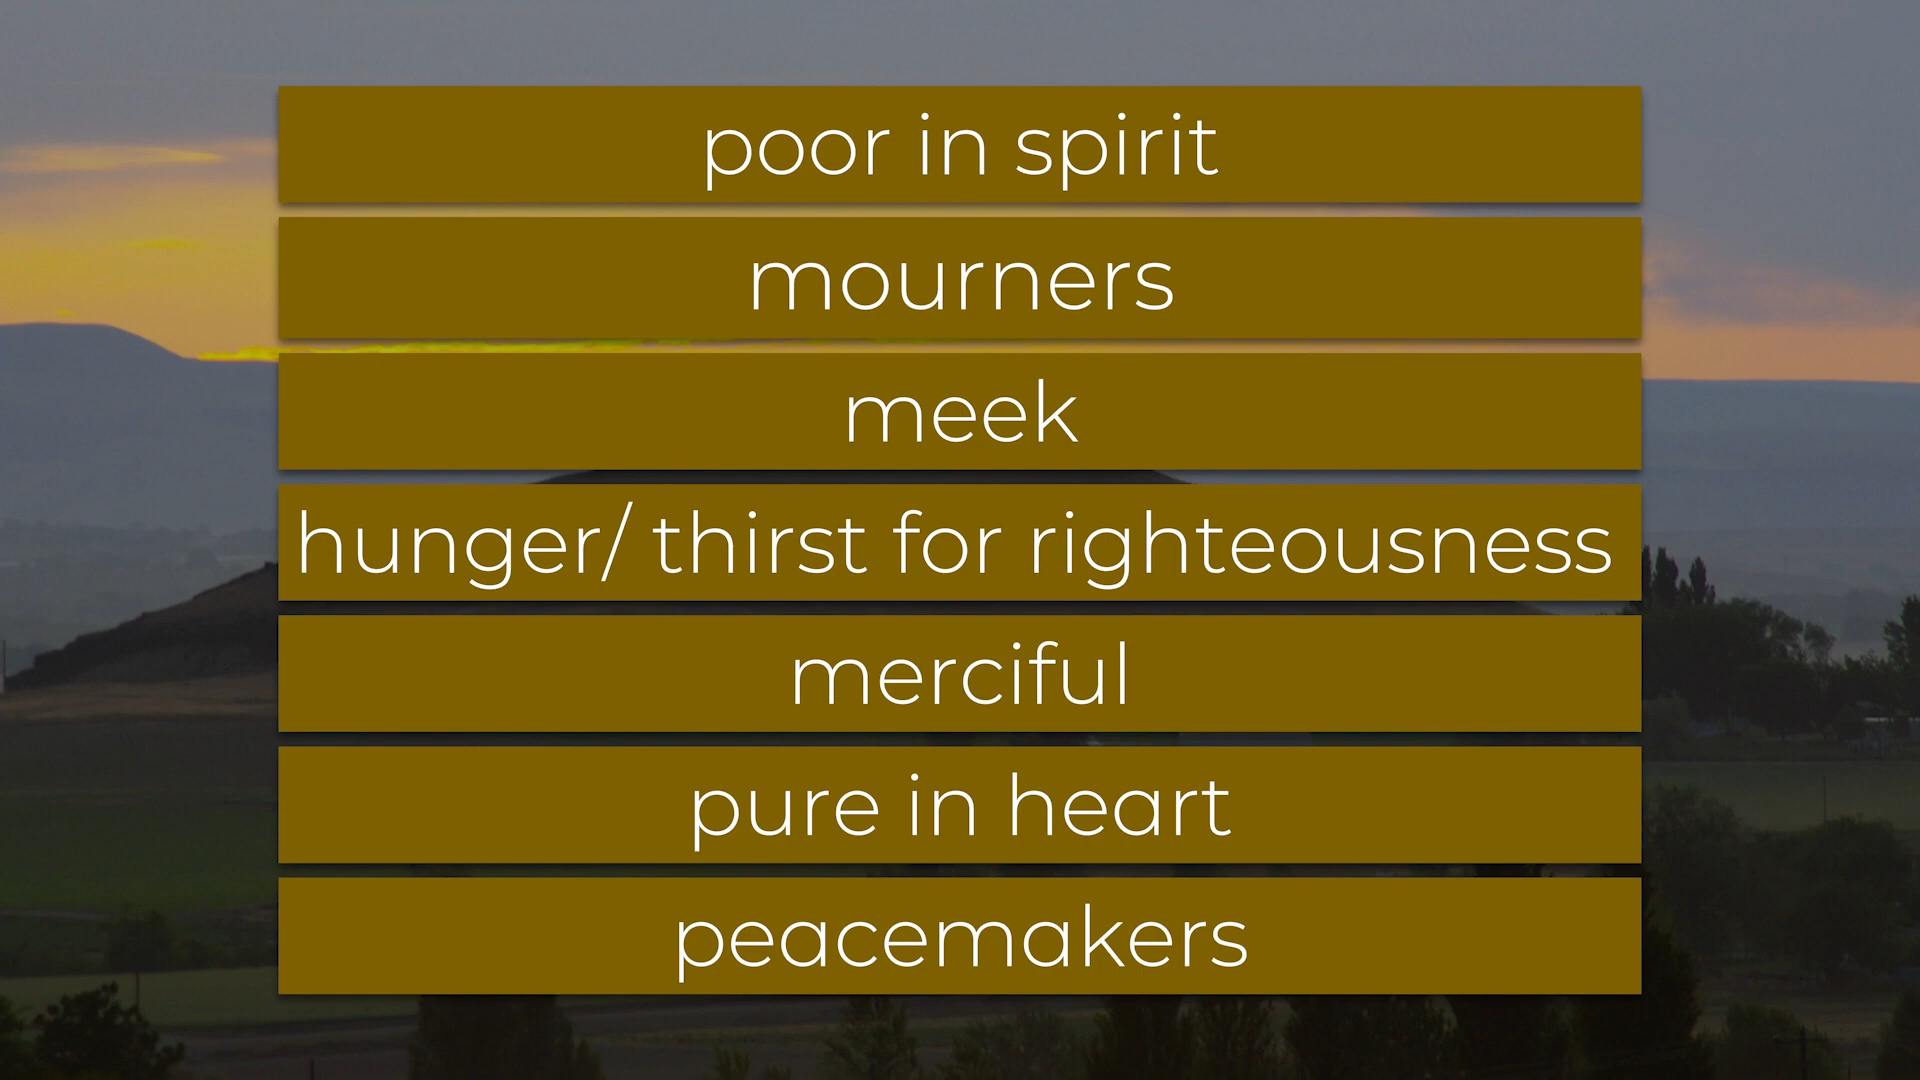 poor in spirit
mourners
meek
hunger/ thirst for righteousness
merciful
pure in heart
peacemakers